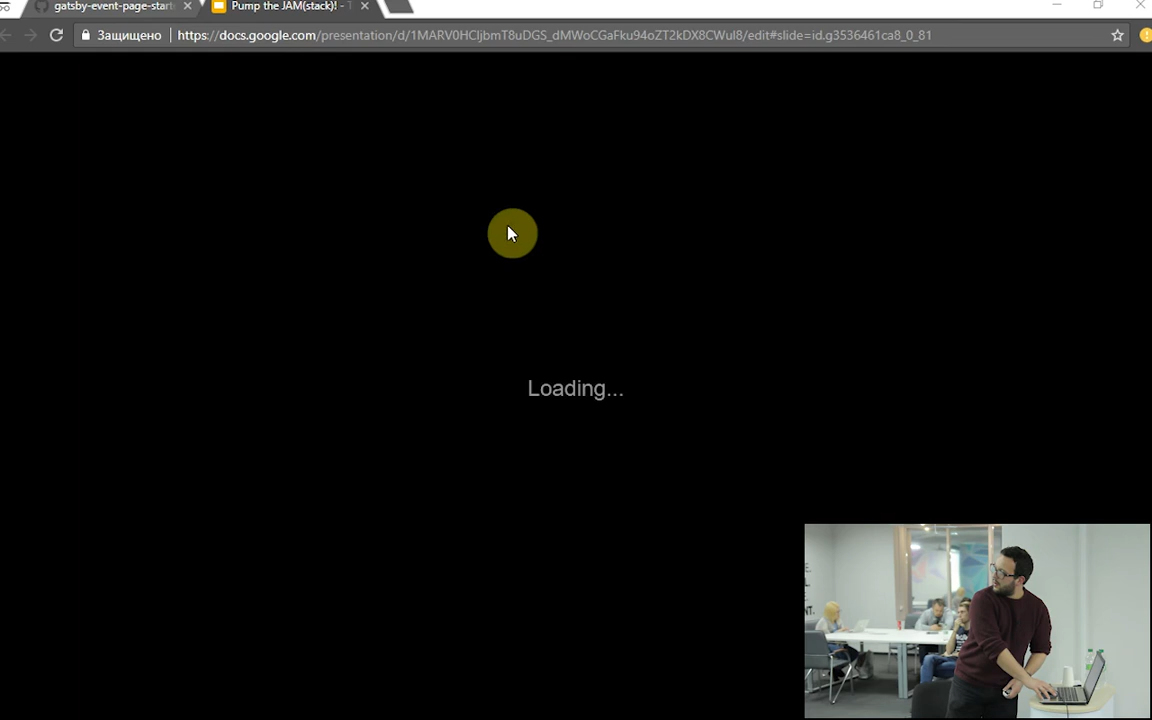 gatsby-event-page-start
Pump the JAM(stack)! - T
Защищено
https://docs.google.com/presentation/d/1MARV0HCIjbmT8uDGS_dMWoCGaFku94oZT2kDX8CWul8/edit#slide=id.g3536461ca8_0_81
Loading...